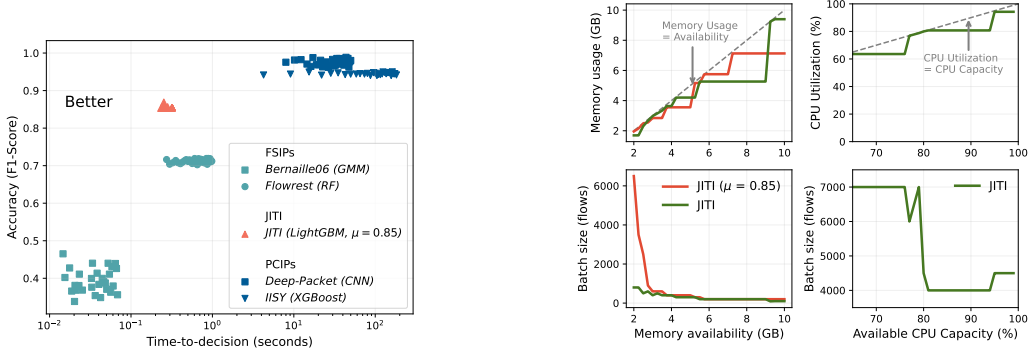 Accuracy (F1-Score)
1.0
0.9
0.8
0.7
0.6
0.5
0.4
Better
FSIPs
Bernaille06 (GMM)
Flowrest (RF)
JITI
JITI (LightGBM, μ = 0.85)
PCIPs
Deep-Packet (CNN)
IISY (XGBoost)
10⁻² 10⁻¹ 10⁰ 10¹ 10²
Time-to-decision (seconds)
Memory usage (GB)
10
8
6
4
2
Memory Usage
= Availability
2 4 6 8 10
CPU Utilization (%)
100
80
60
40
20
0
CPU Utilization
= CPU Capacity
70 80 90 100
Batch size (flows)
6000
4000
2000
0
JITI (μ = 0.85)
JITI
2 4 6 8 10
Memory availability (GB)
Batch size (flows)
7000
6000
5000
4000
JITI
70 80 90 100
Available CPU Capacity (%)